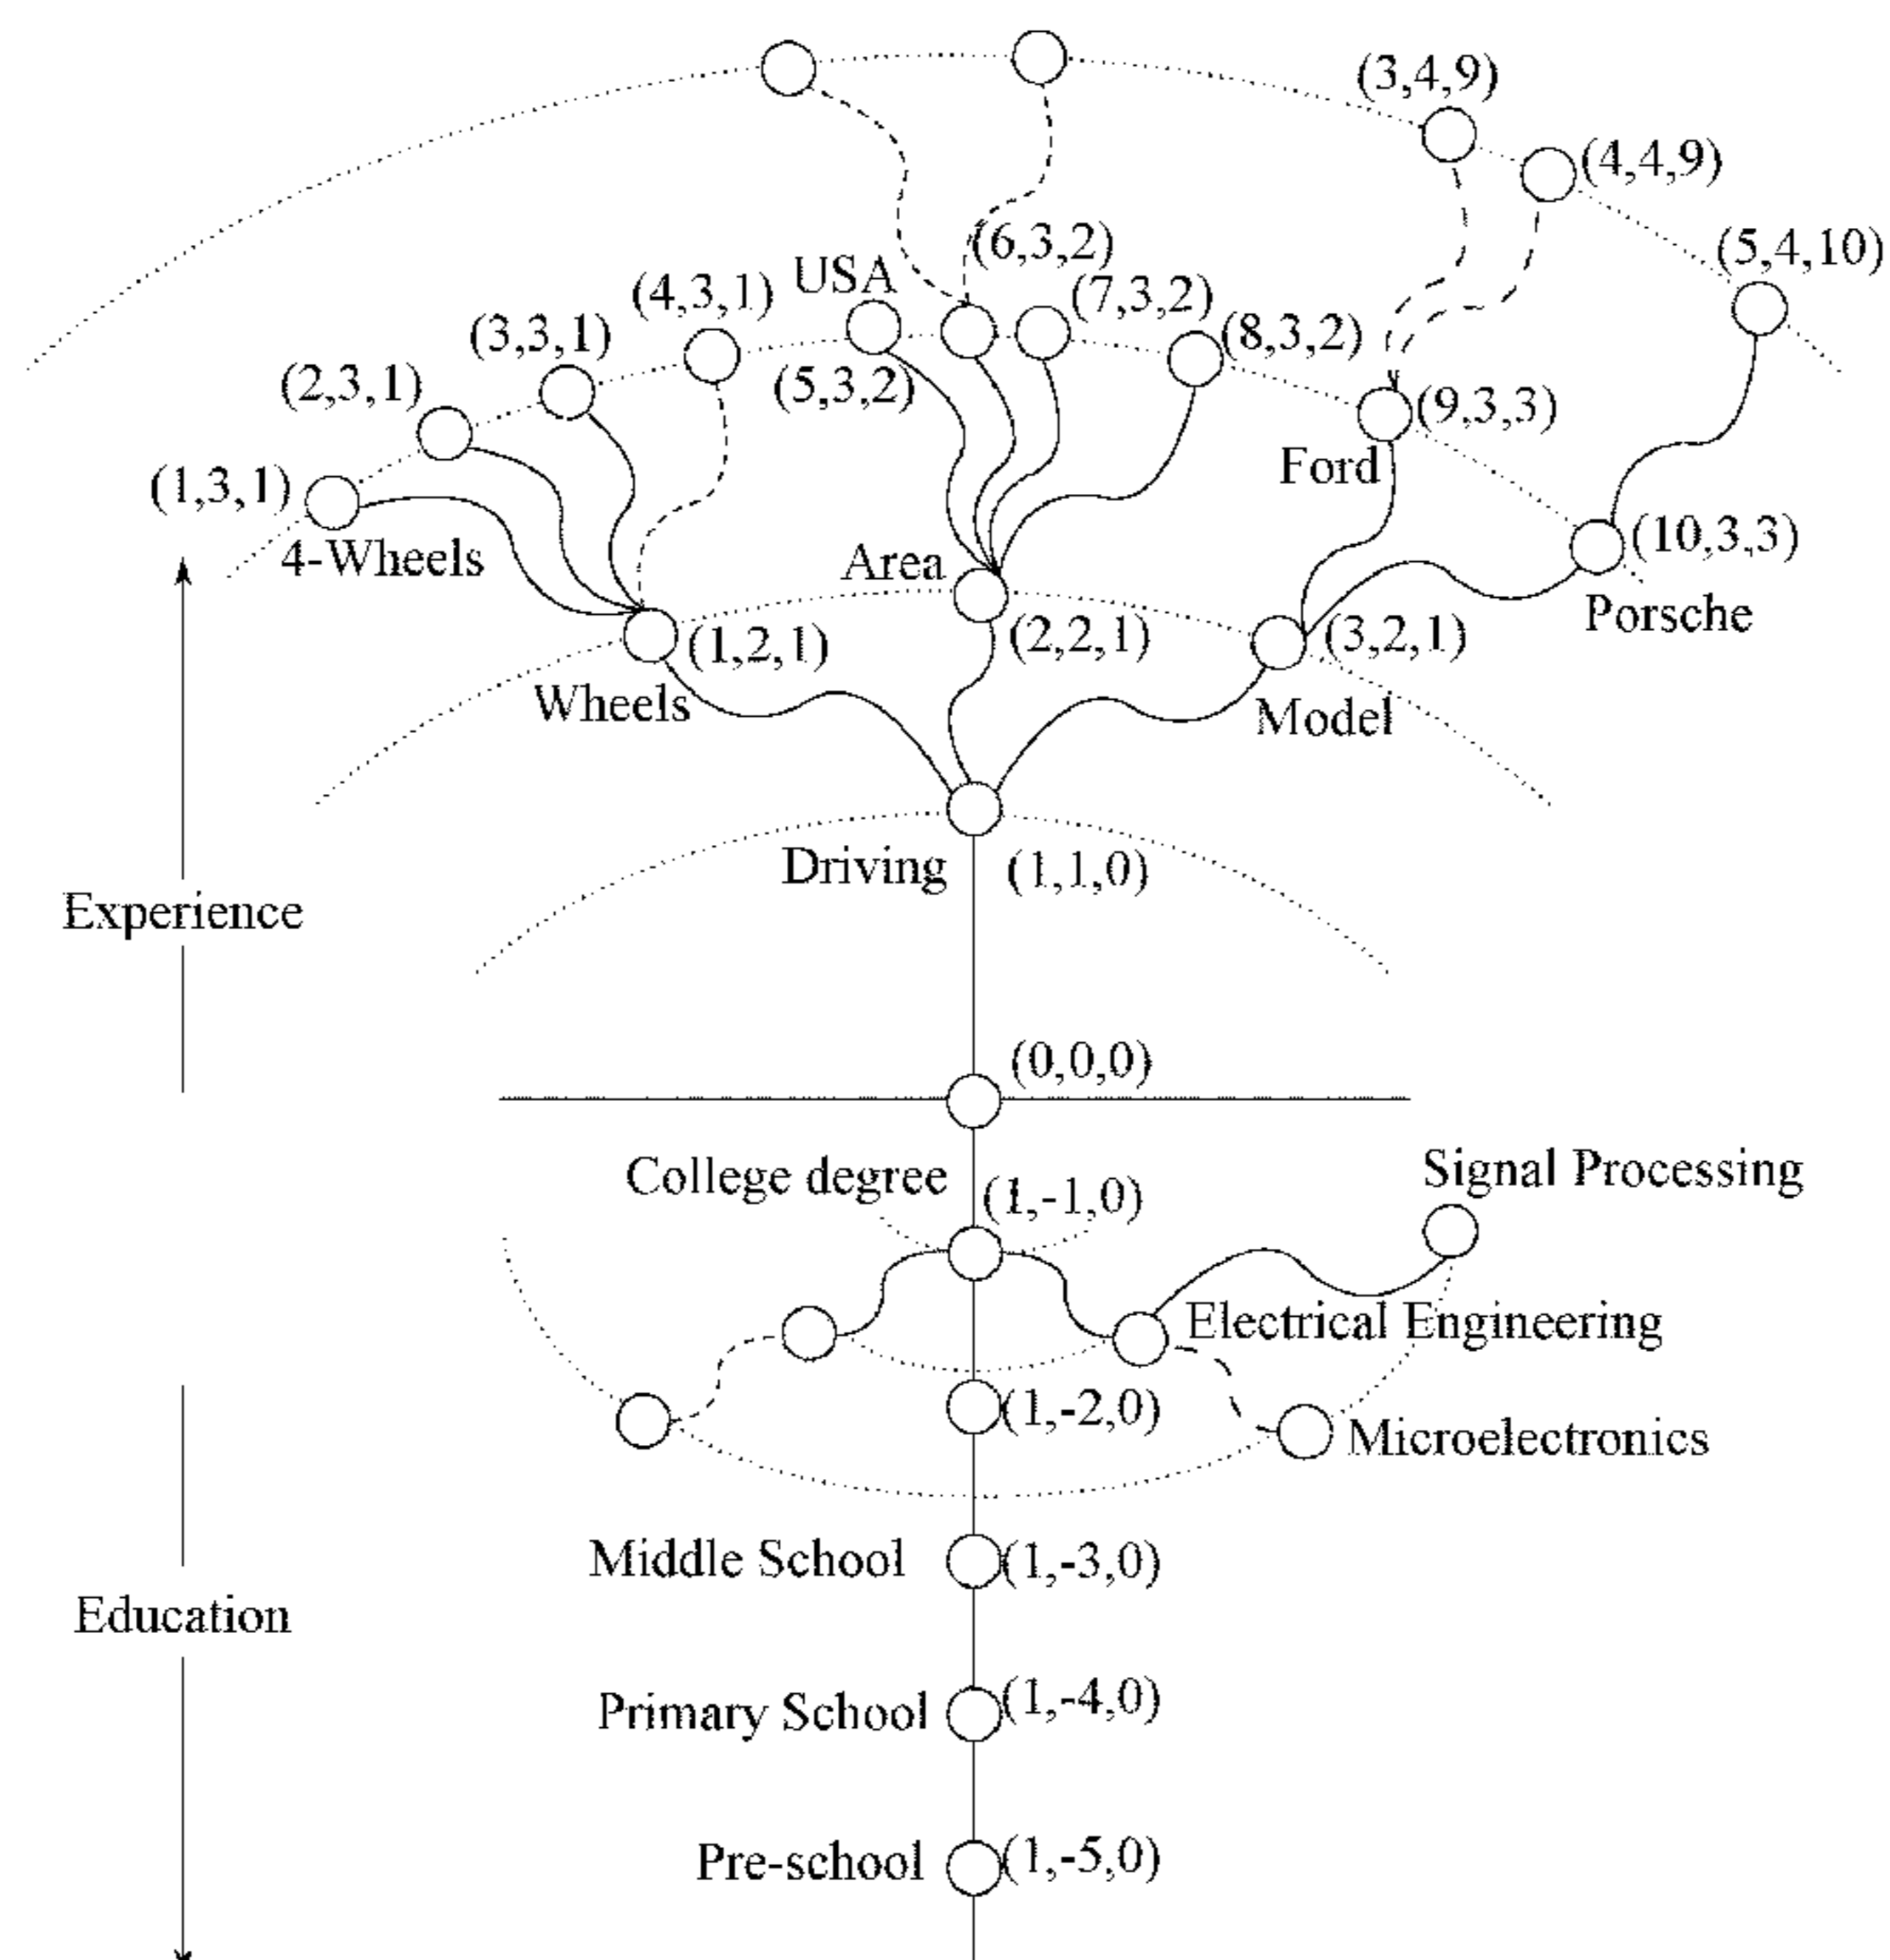 (3,4,9)
(4,4,9)
(5,4,10)
(6,3,2)
USA
(4,3,1)
(7,3,2)
(3,3,1)
(8,3,2)
(2,3,1)
(5,3,2)
(9,3,3)
Ford
(1,3,1)
4-Wheels
Area
(10,3,3)
Porsche
(1,2,1)
(2,2,1)
(3,2,1)
Wheels
Model
Driving
(1,1,0)
Experience
(0,0,0)
College degree
(1,-1,0)
Signal Processing
Electrical Engineering
(1,-2,0)
Microelectronics
Middle School
(1,-3,0)
Education
Primary School
(1,-4,0)
Pre-school
(1,-5,0)